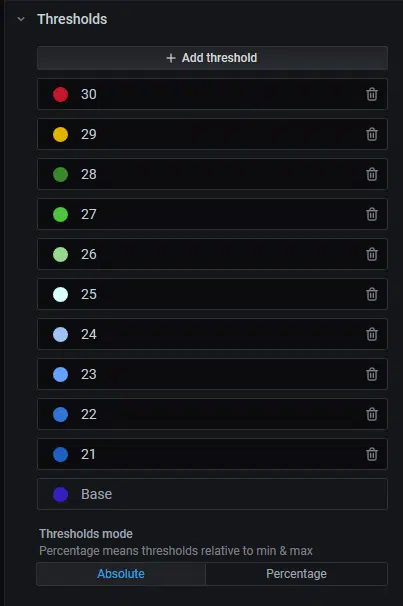 Thresholds
+ Add threshold
30
29
28
27
26
25
24
23
22
21
Base
Thresholds mode
Percentage means thresholds relative to min & max
Absolute Percentage